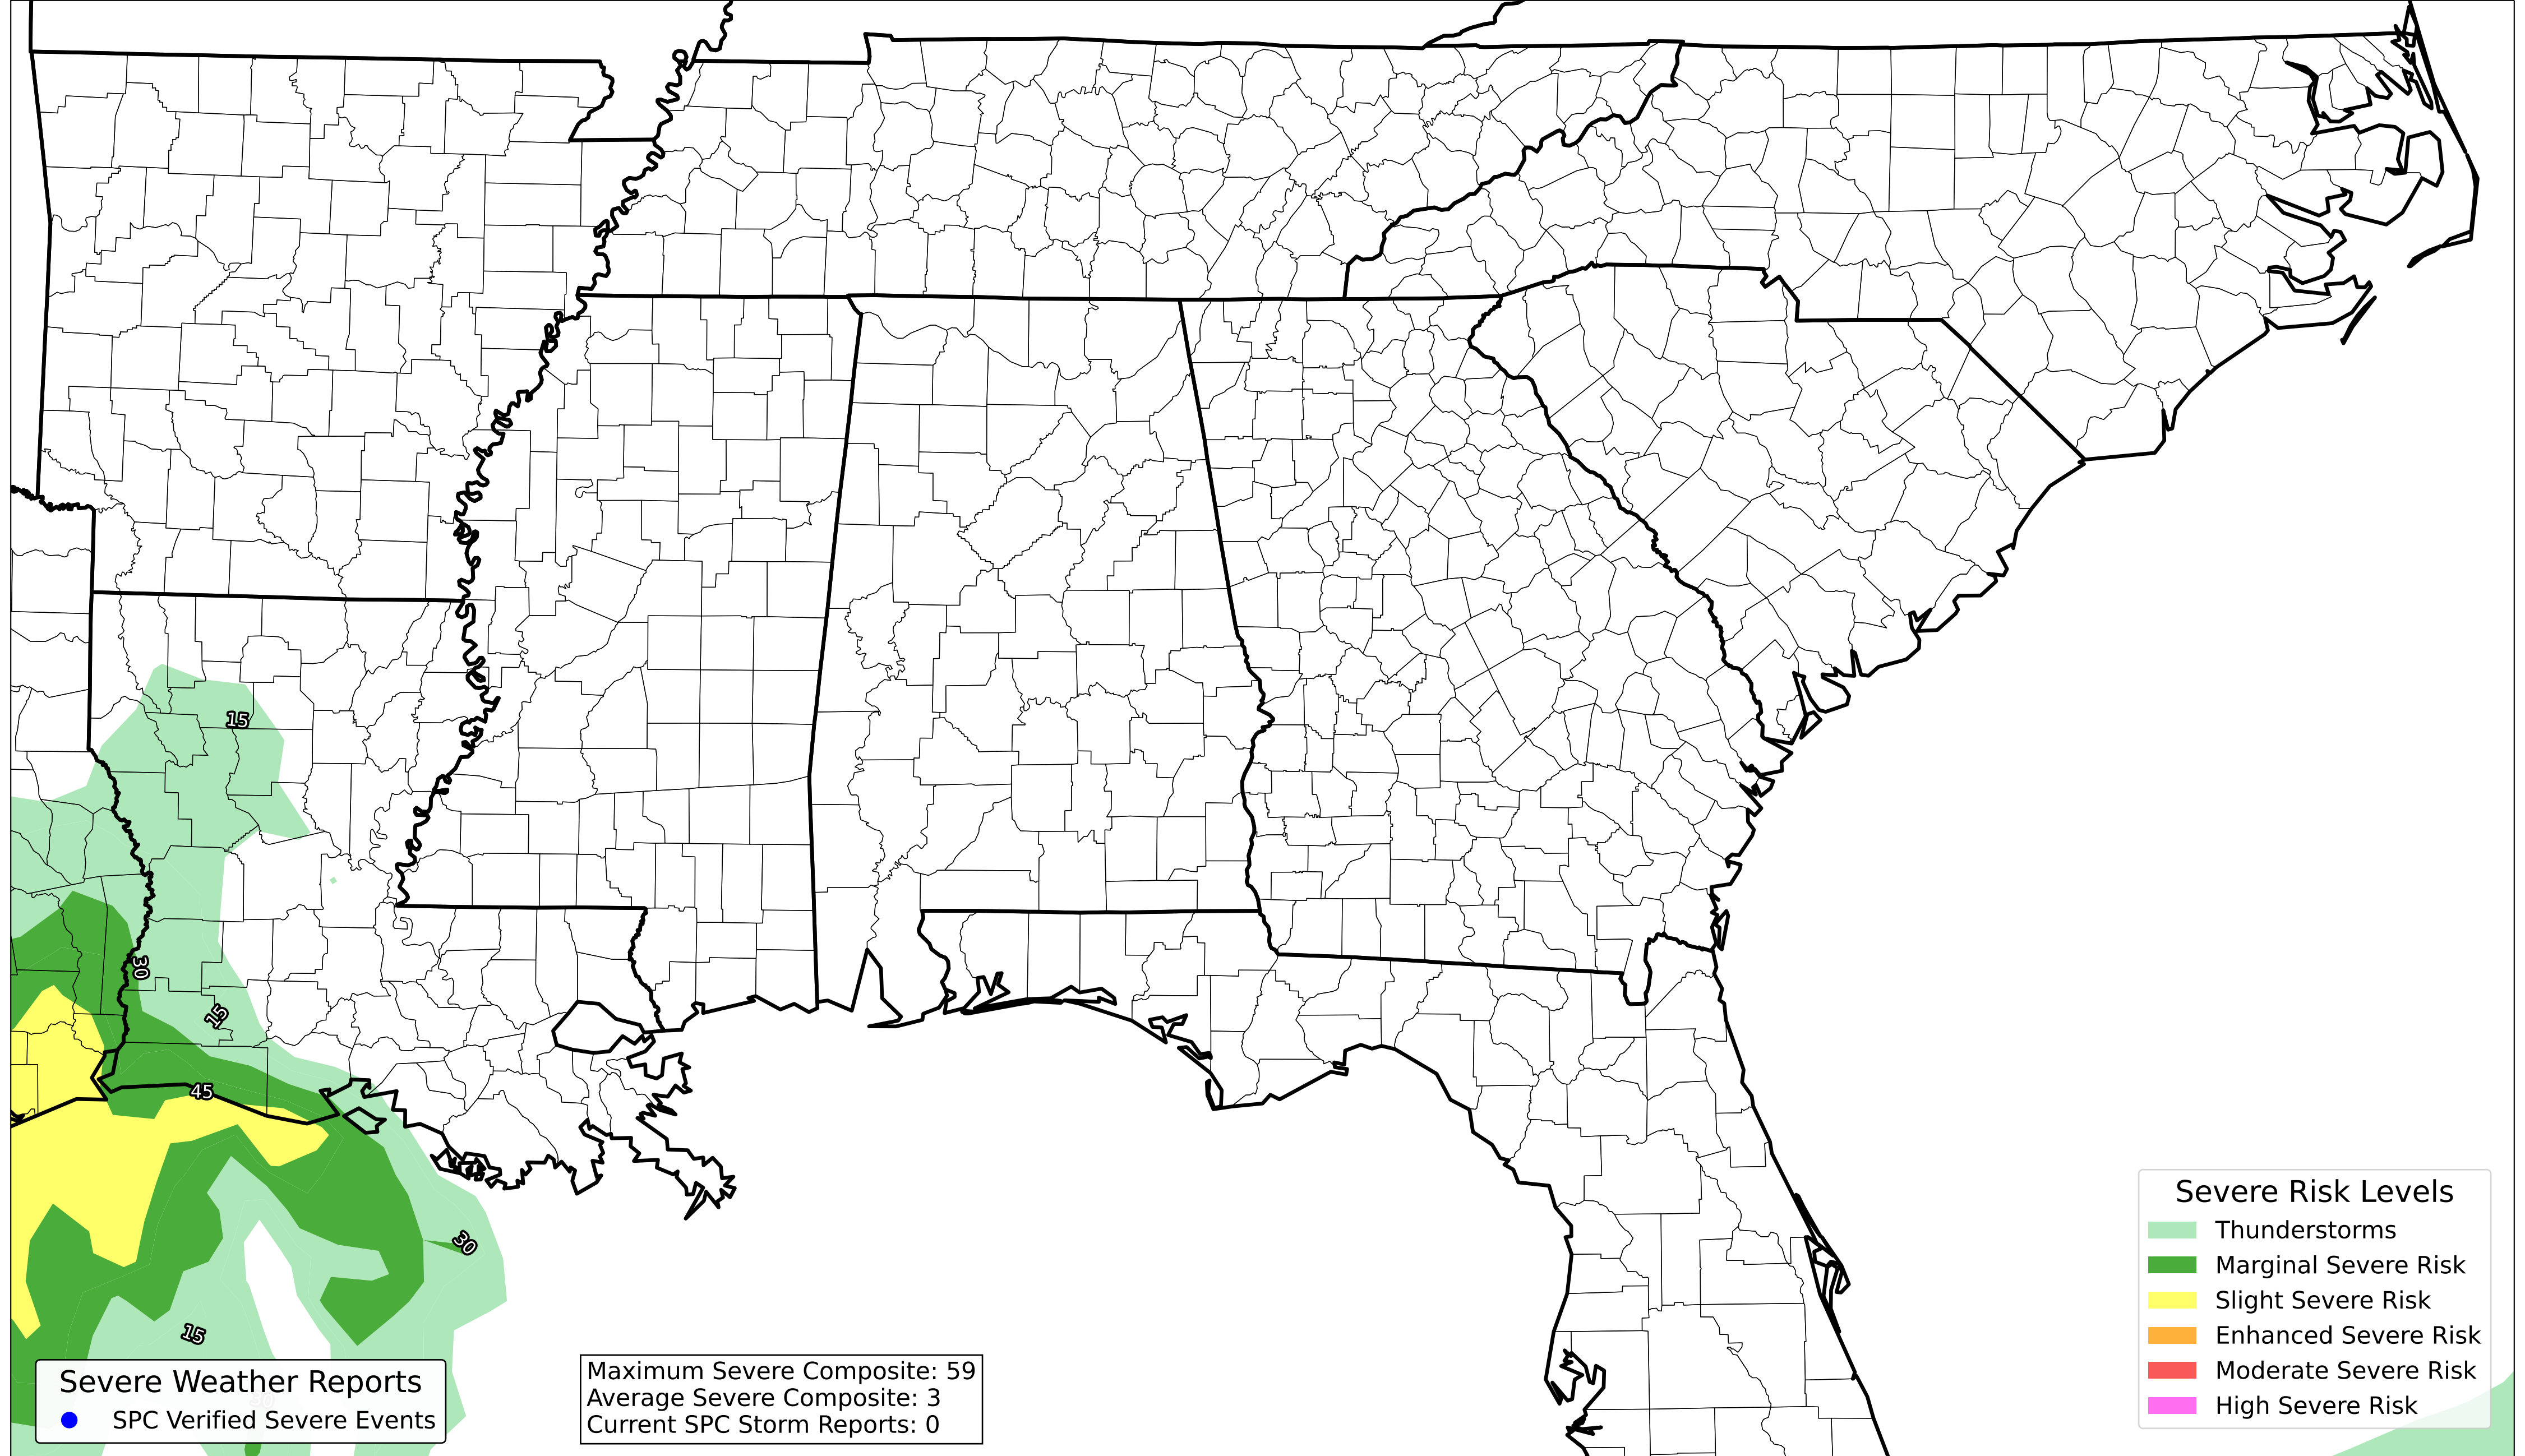 15
30
15
45
30
15
Severe Weather Reports
SPC Verified Severe Events
Maximum Severe Composite: 59
Average Severe Composite: 3
Current SPC Storm Reports: 0
Severe Risk Levels
Thunderstorms
Marginal Severe Risk
Slight Severe Risk
Enhanced Severe Risk
Moderate Severe Risk
High Severe Risk